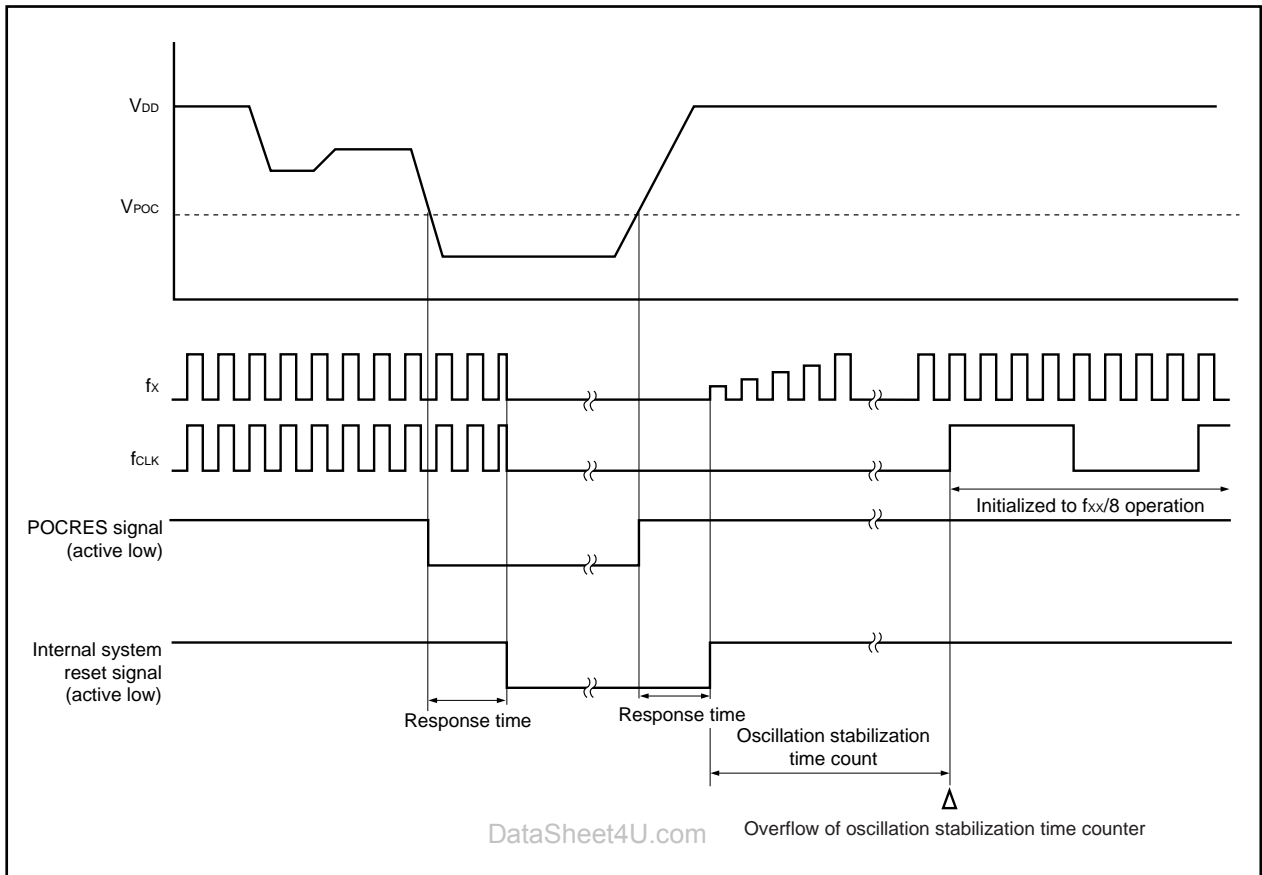 VDD
VPOC
fX
fCLK
Initialized to fXX/8 operation
POCRES signal
(active low)
Internal system
reset signal
(active low)
Response time
Response time
Oscillation stabilization
time count
Overflow of oscillation stabilization time counter
DataSheet4U.com